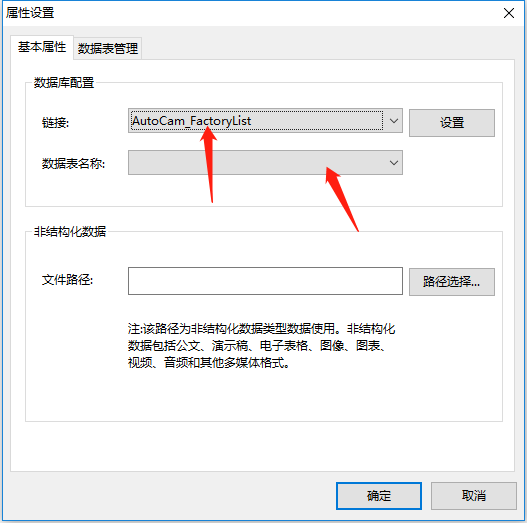 属性设置
基本属性 数据表管理
数据库配置
链接: AutoCam_FactoryList 设置
数据表名称:
非结构化数据
文件路径: 路径选择...
注:该路径为非结构化数据类型数据使用。非结构化
数据包括公文、演示稿、电子表格、图像、图表、
视频、音频和其他多媒体格式。
确定 取消